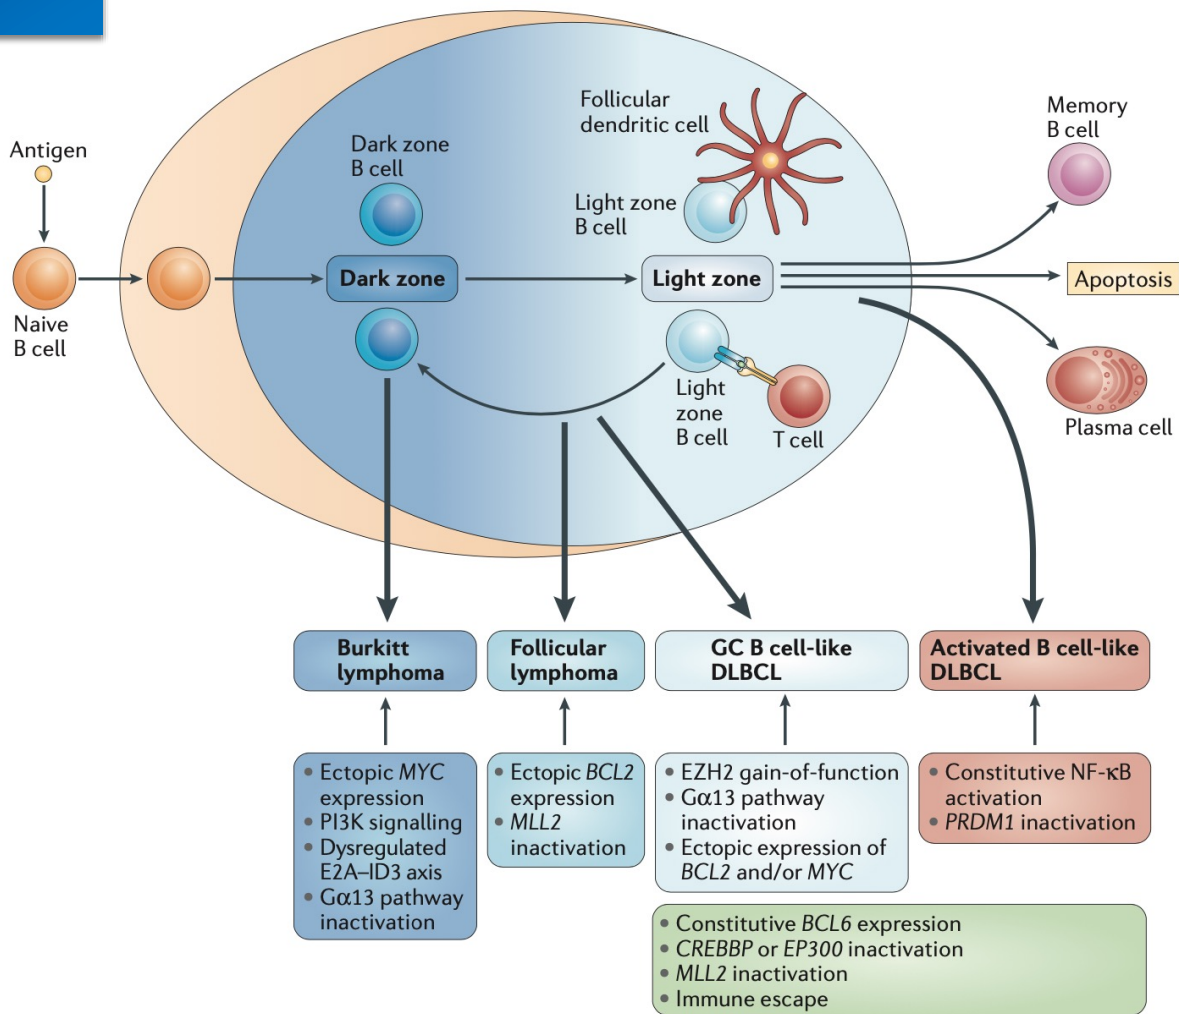 Antigen
Naive
B cell
Dark zone
B cell
Dark zone
Follicular
dendritic cell
Light zone
B cell
Light zone
Light
zone
B cell
T cell
Memory
B cell
Apoptosis
Plasma cell
Burkitt
lymphoma
• Ectopic MYC
expression
• PI3K signalling
• Dysregulated
E2A–ID3 axis
• Gα13 pathway
inactivation
Follicular
lymphoma
• Ectopic BCL2
expression
• MLL2
inactivation
GC B cell-like
DLBCL
• EZH2 gain-of-function
• Gα13 pathway
inactivation
• Ectopic expression of
BCL2 and/or MYC
Activated B cell-like
DLBCL
• Constitutive NF-κB
activation
• PRDM1 inactivation
• Constitutive BCL6 expression
• CREBBP or EP300 inactivation
• MLL2 inactivation
• Immune escape